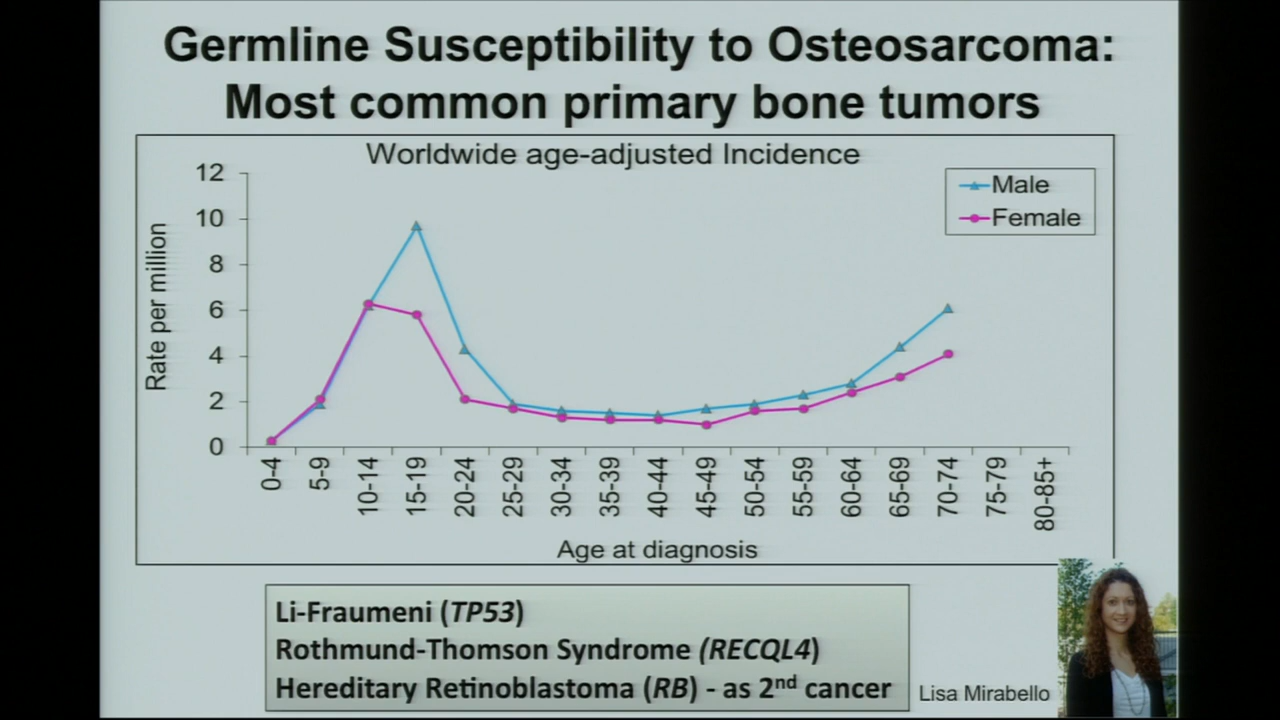 Germline Susceptibility to Osteosarcoma:
Most common primary bone tumors
Worldwide age-adjusted Incidence
Male
Female
Rate per million
12
10
8
6
4
2
0
0-4
5-9
10-14
15-19
20-24
25-29
30-34
35-39
40-44
45-49
50-54
55-59
60-64
65-69
70-74
75-79
80-85+
Age at diagnosis
Li-Fraumeni (TP53)
Rothmund-Thomson Syndrome (RECQL4)
Hereditary Retinoblastoma (RB) - as 2nd cancer
Lisa Mirabello